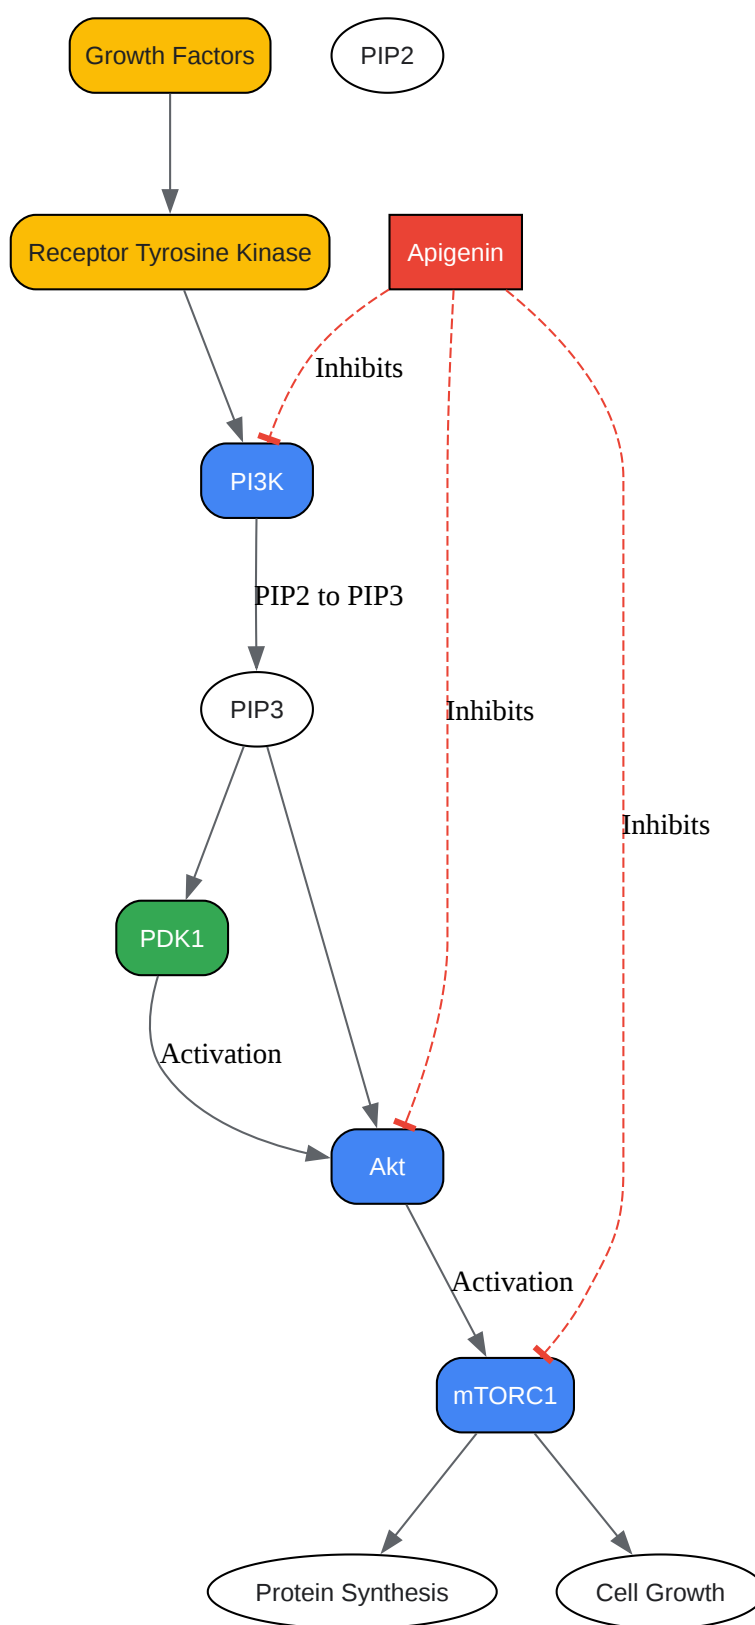 Growth Factors
PIP2
Receptor Tyrosine Kinase
Apigenin
Inhibits
PI3K
PIP2 to PIP3
PIP3
Inhibits
Inhibits
PDK1
Activation
Akt
Activation
mTORC1
Protein Synthesis
Cell Growth